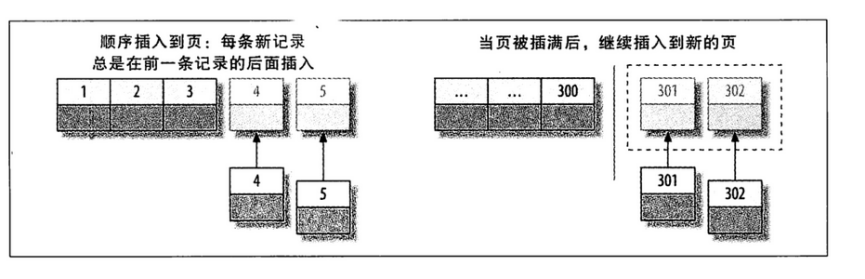 顺序插入到页：每条新记录
总是在前一条记录的后面插入
1 2 3 4 5
4
5
当页被插满后，继续插入到新的页
... ... 300 301 302
301
302